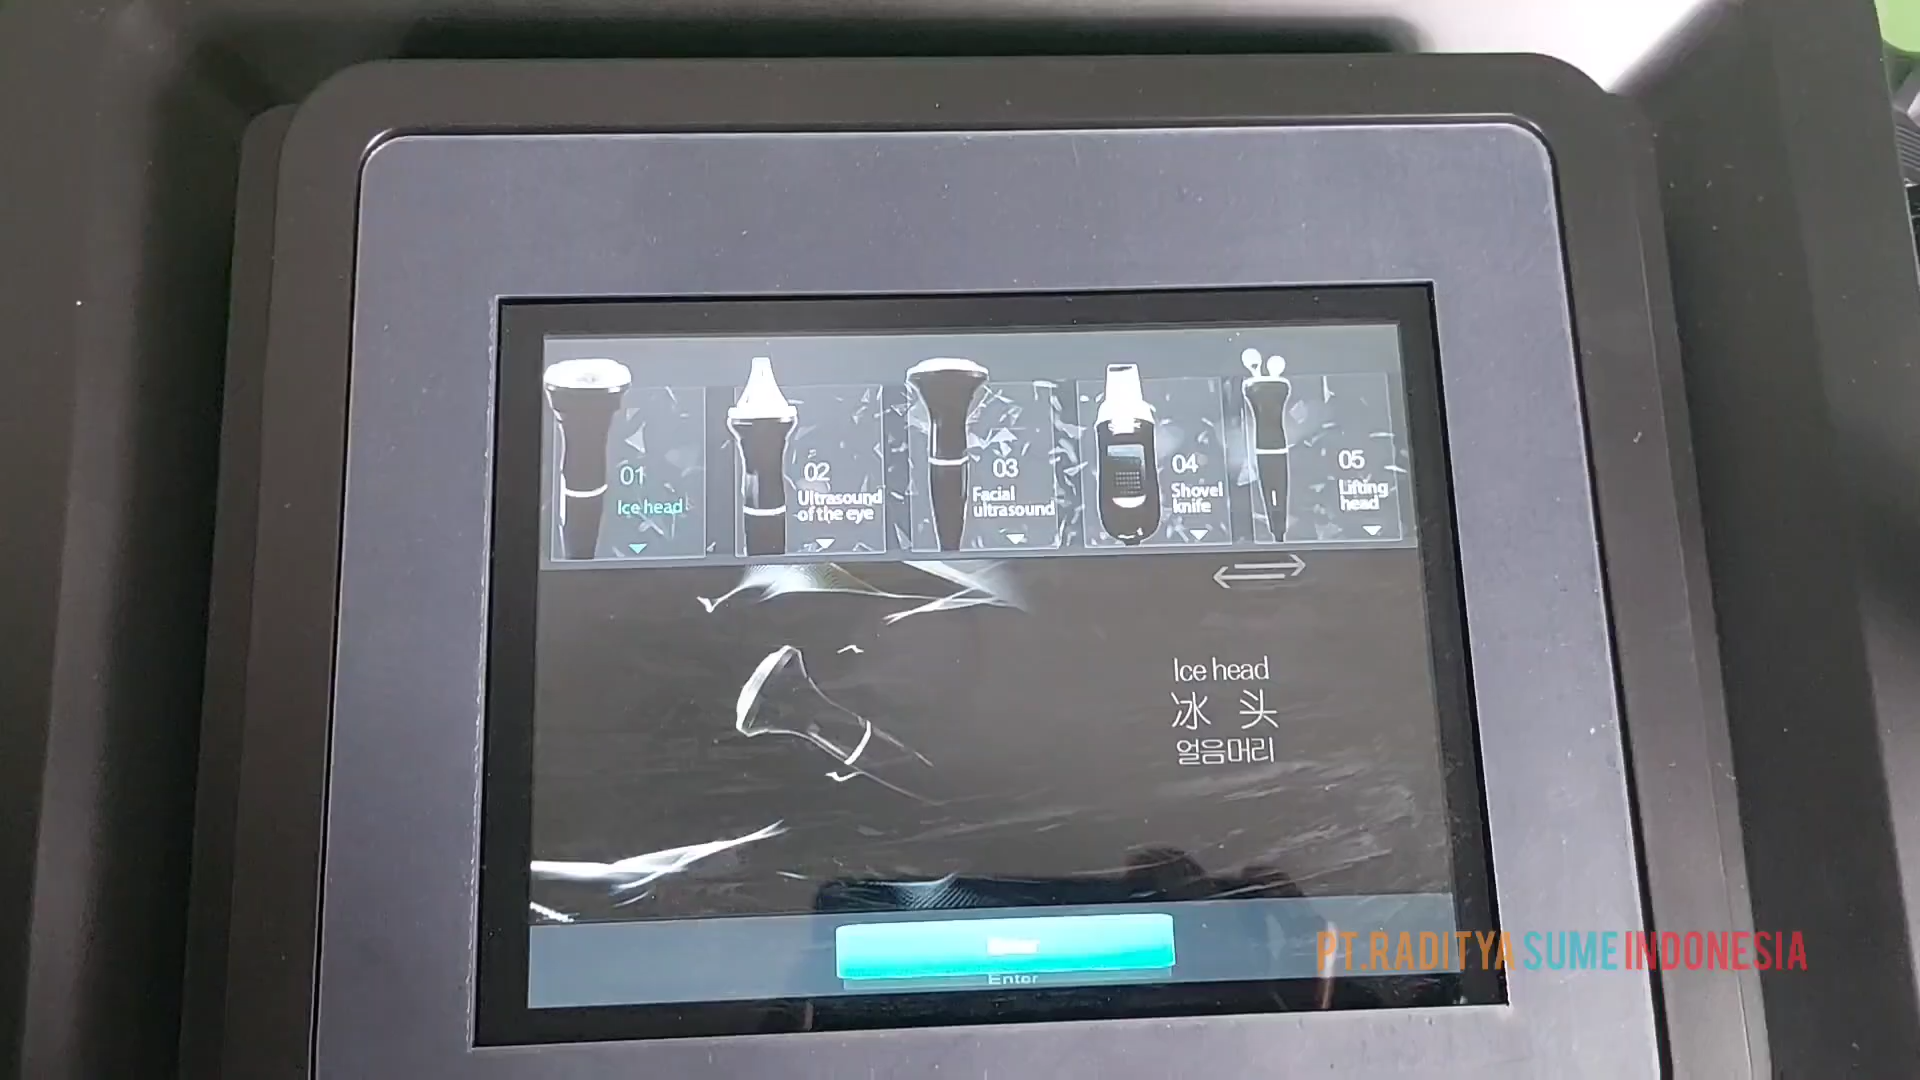 01
Ice head
02
Ultrasound
of the eye
03
Facial
ultrasound
04
Shovel
knife
05
Lifting
head
Ice head
冰 头
얼음머리
Enter
PT.RADITYA SUME INDONESIA